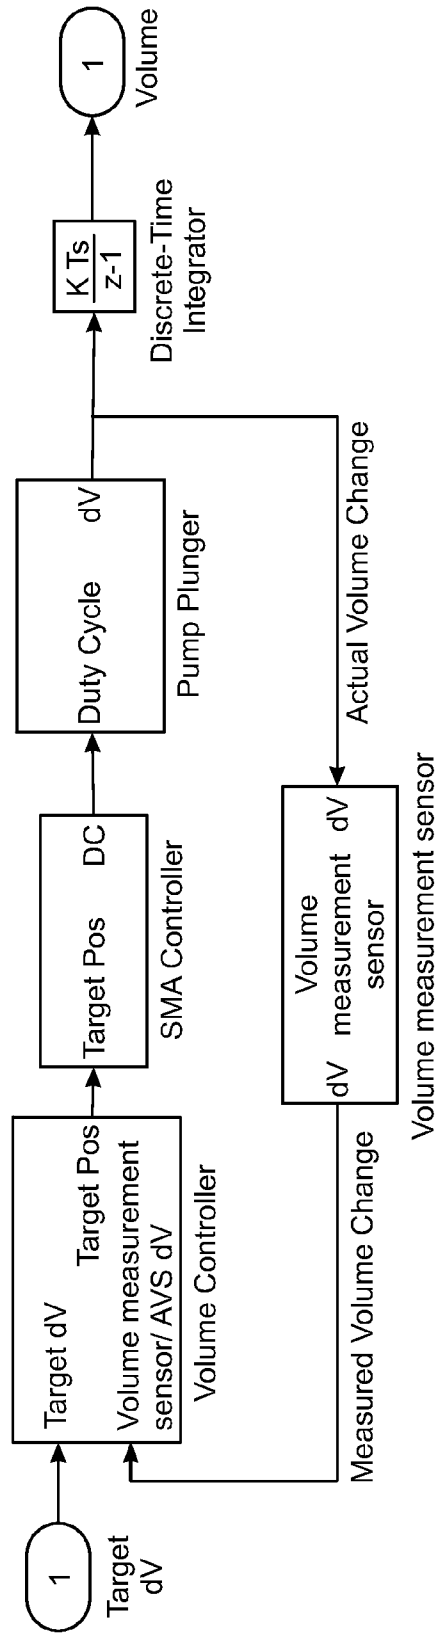 1
Target
dV
Target dV
Target Pos
Volume measurement
sensor/ AVS dV
Volume Controller
Target Pos
DC
SMA Controller
Duty Cycle
dV
Pump Plunger
K Ts
z-1
Discrete-Time
Integrator
1
Volume
Measured Volume Change
dV
Volume
measurement
sensor
dV
Volume measurement sensor
Actual Volume Change